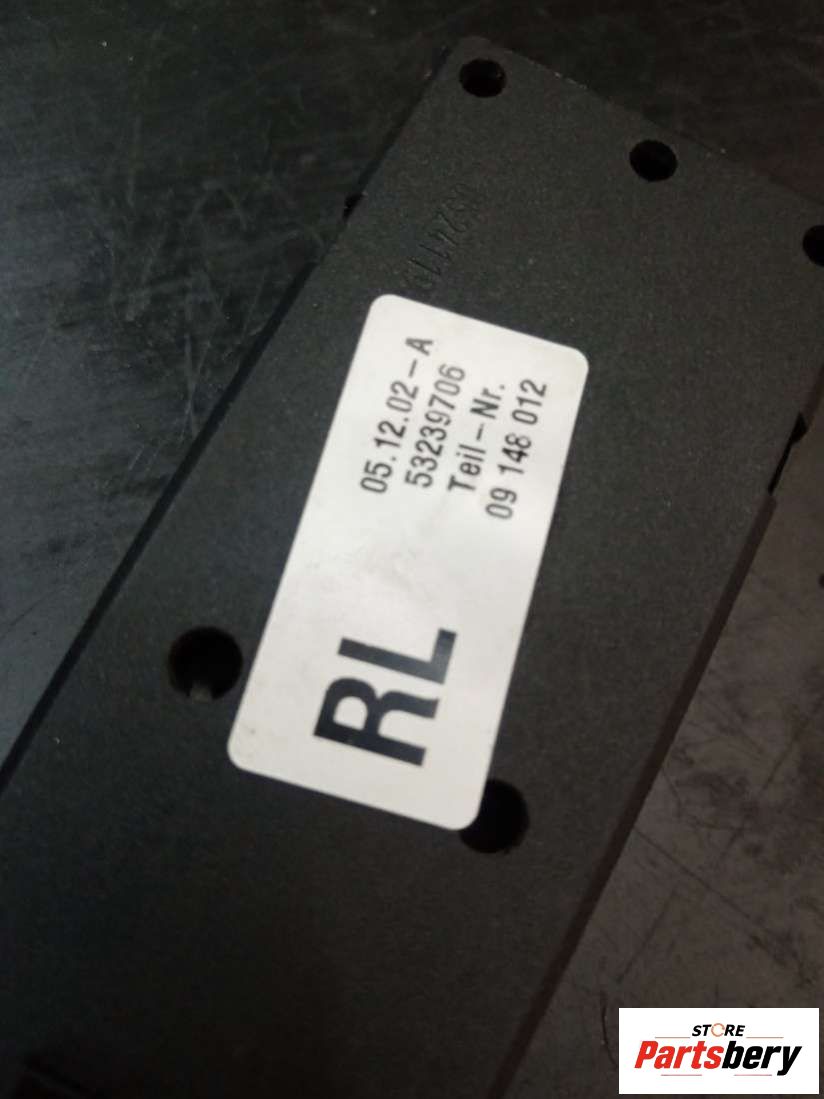 05.12.02-A
53239706
Teil-Nr.
09 148 012
RL
STORE
Partsbery